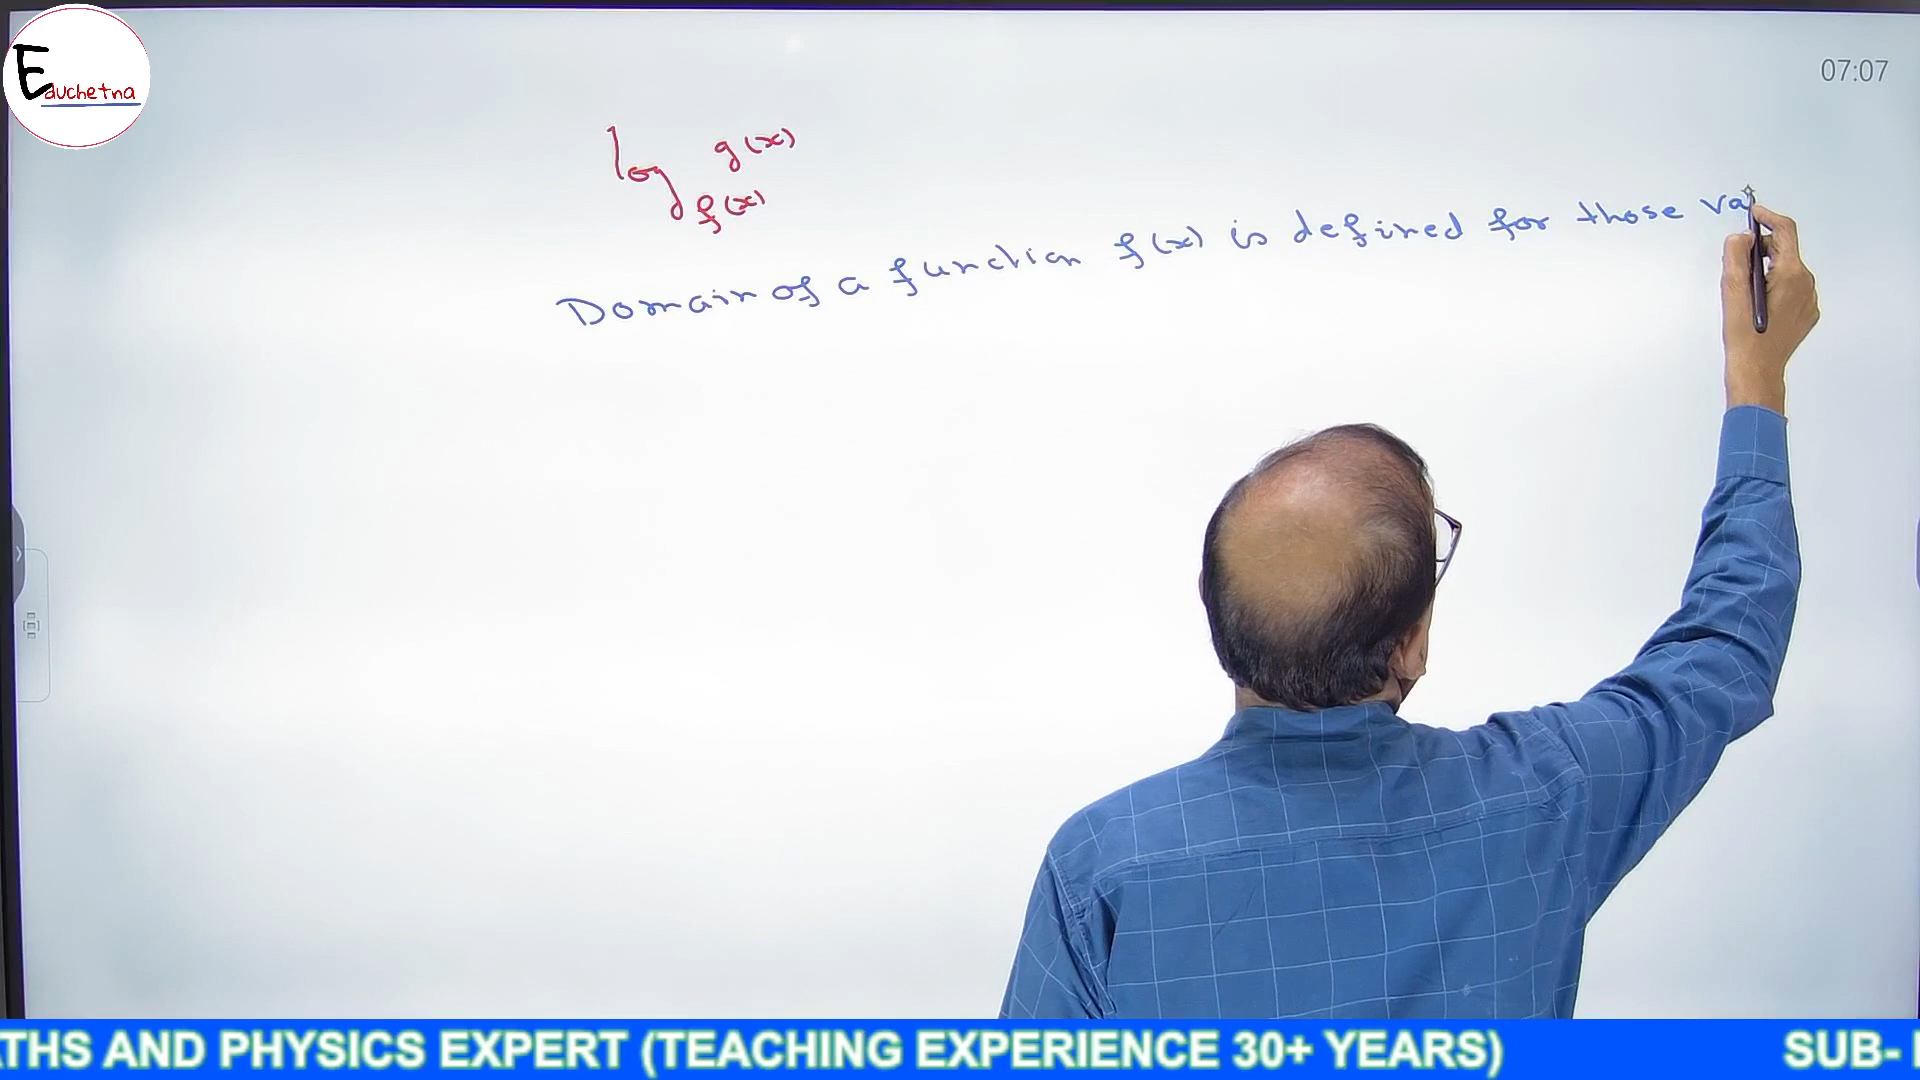 Educhetna
07:07
log g(x)
f(x)
Domain of a function f(x) is defined for those va
THS AND PHYSICS EXPERT (TEACHING EXPERIENCE 30+ YEARS)
SUB-